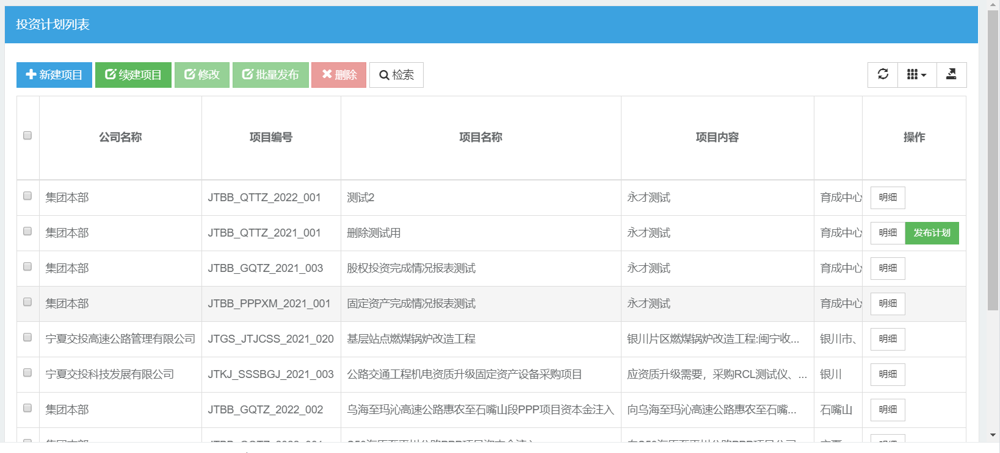 投资计划列表
新建项目 续建项目 修改 批量发布 删除 检索
公司名称 项目编号 项目名称 项目内容 操作
集团本部 JTBB_QTTZ_2022_001 测试2 永才测试 育成中心 明细
集团本部 JTBB_QTTZ_2021_001 删除测试用 永才测试 育成中心 明细 发布计划
集团本部 JTBB_GQTZ_2021_003 股权投资完成情况报表测试 永才测试 育成中心 明细
集团本部 JTBB_PPPXM_2021_001 固定资产完成情况报表测试 永才测试 育成中心 明细
宁夏交投高速公路管理有限公司 JTGS_JTJCSS_2021_020 基层站点燃煤锅炉改造工程 银川片区燃煤锅炉改造工程:闽宁收... 银川市、 明细
宁夏交投科技发展有限公司 JTKJ_SSSBGJ_2021_003 公路交通工程机电资质升级固定资产设备采购项目 应资质升级需要，采购RCL测试仪、... 银川 明细
集团本部 JTBB_GQTZ_2022_002 乌海至玛沁高速公路惠农至石嘴山段PPP项目资本金注入 向乌海至玛沁高速公路惠农至石嘴... 石嘴山 明细